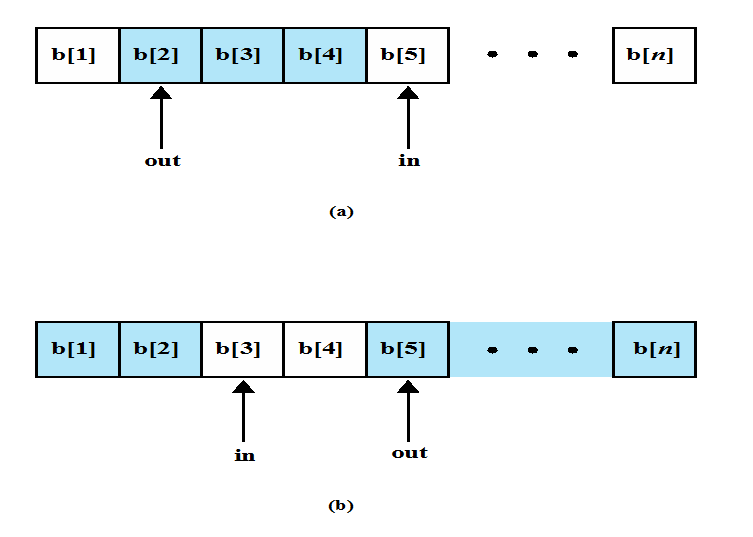 b[1] b[2] b[3] b[4] b[5] • • • b[n]
out in
(a)
b[1] b[2] b[3] b[4] b[5] • • • b[n]
in out
(b)